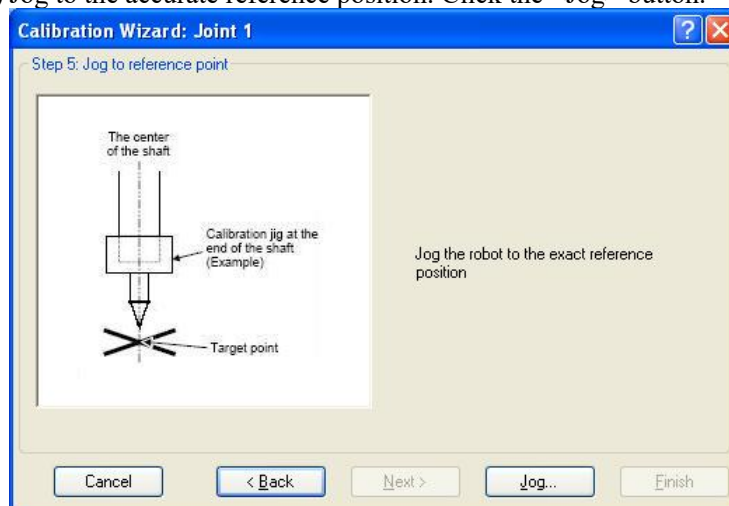 Jog to the accurate reference position. Click the "Jog" button.
Calibration Wizard: Joint 1
Step 5: Jog to reference point
The center
of the shaft
Calibration jig at the
end of the shaft
(Example)
Target point
Jog the robot to the exact reference
position
Cancel
< Back
Next >
Jog...
Finish